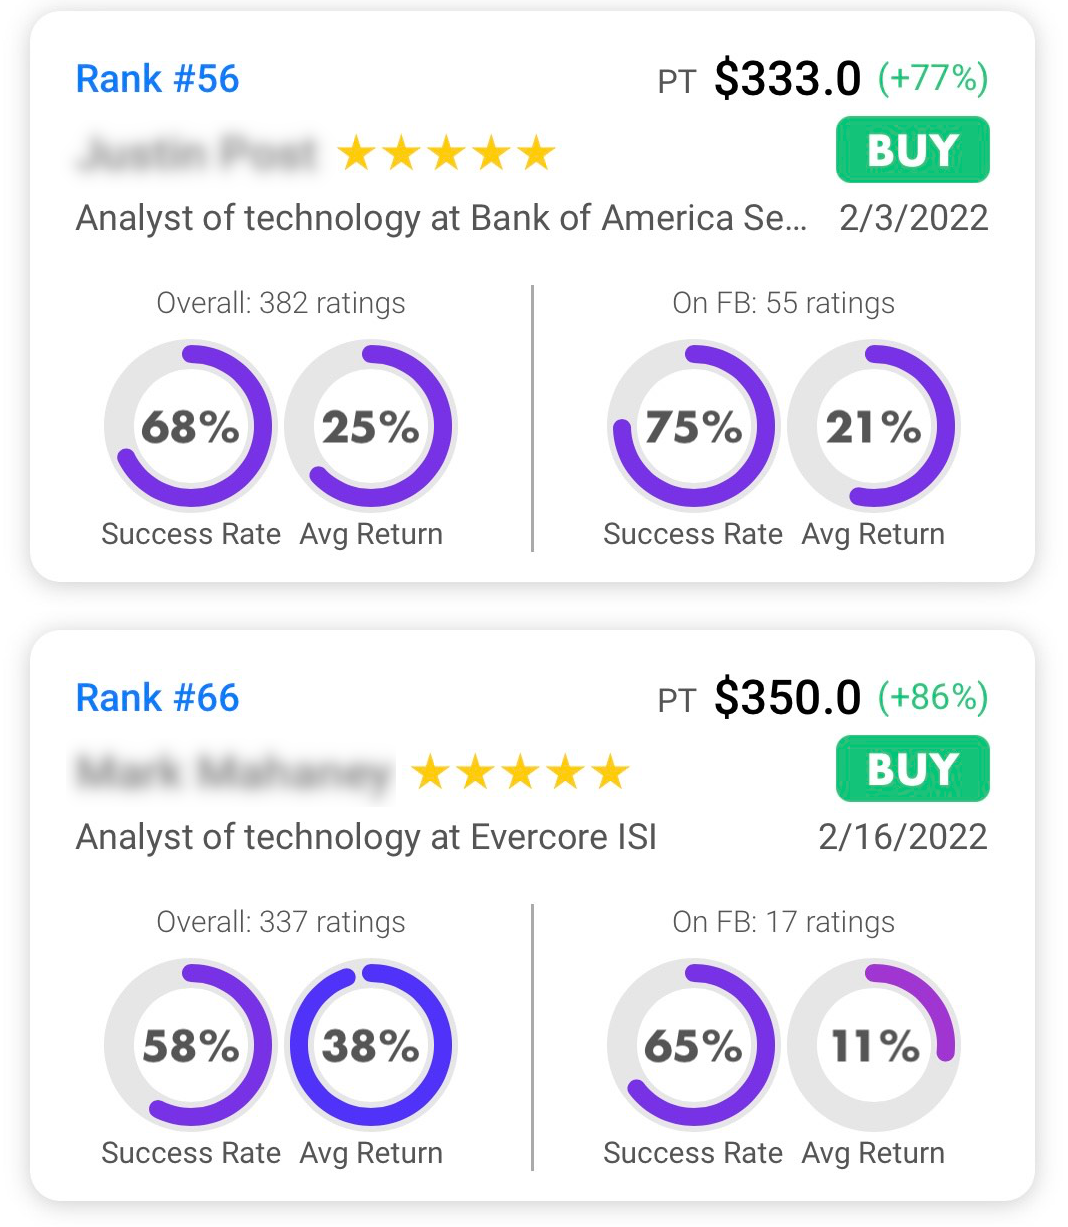 Rank #56
PT $333.0 (+77%)
BUY
Analyst of technology at Bank of America Se... 2/3/2022
Overall: 382 ratings
On FB: 55 ratings
68% 25% 75% 21%
Success Rate Avg Return Success Rate Avg Return
Rank #66
PT $350.0 (+86%)
BUY
Analyst of technology at Evercore ISI 2/16/2022
Overall: 337 ratings
On FB: 17 ratings
58% 38% 65% 11%
Success Rate Avg Return Success Rate Avg Return